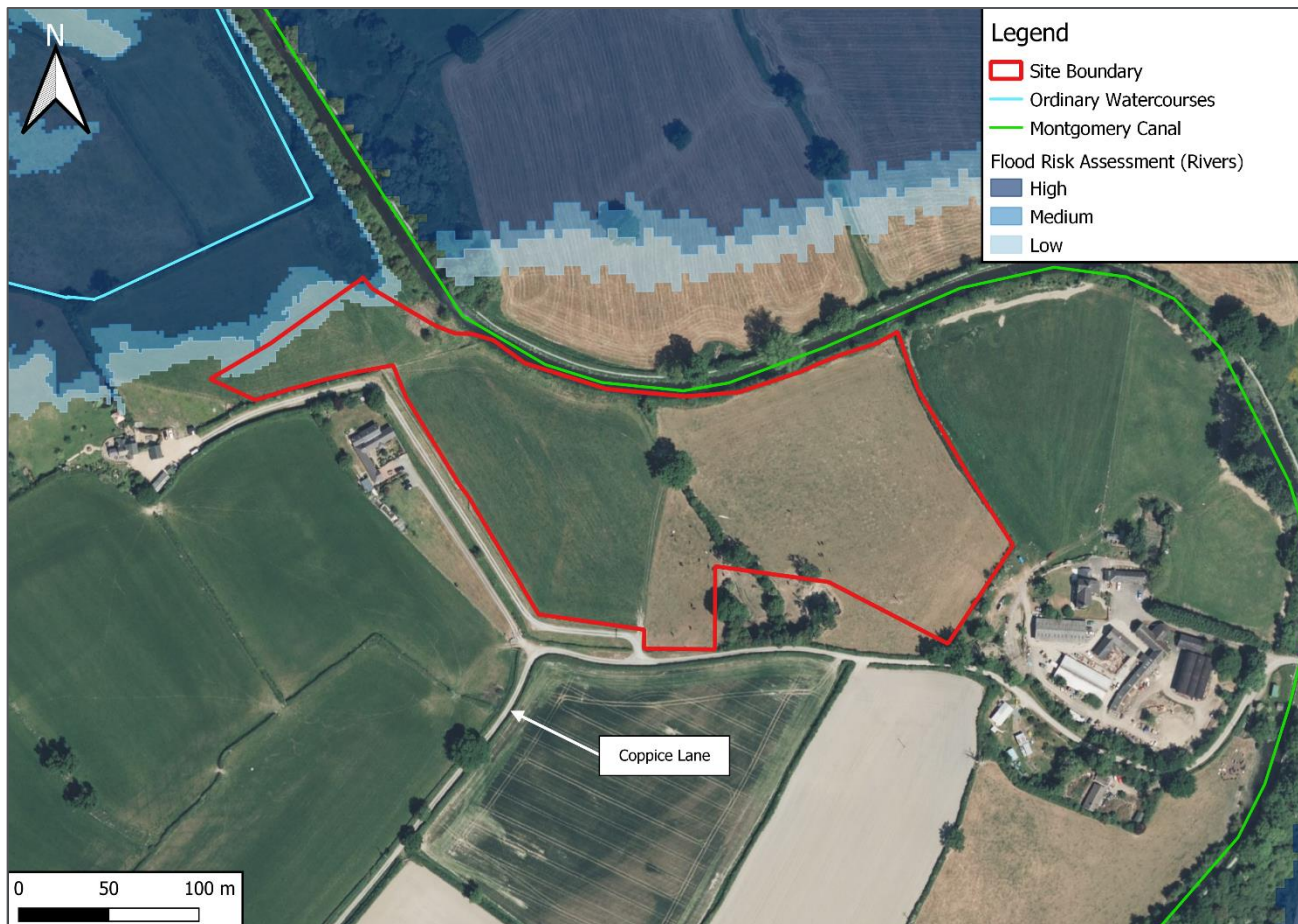 N
Legend
Site Boundary
Ordinary Watercourses
Montgomery Canal
Flood Risk Assessment (Rivers)
High
Medium
Low
Coppice Lane
0 50 100 m